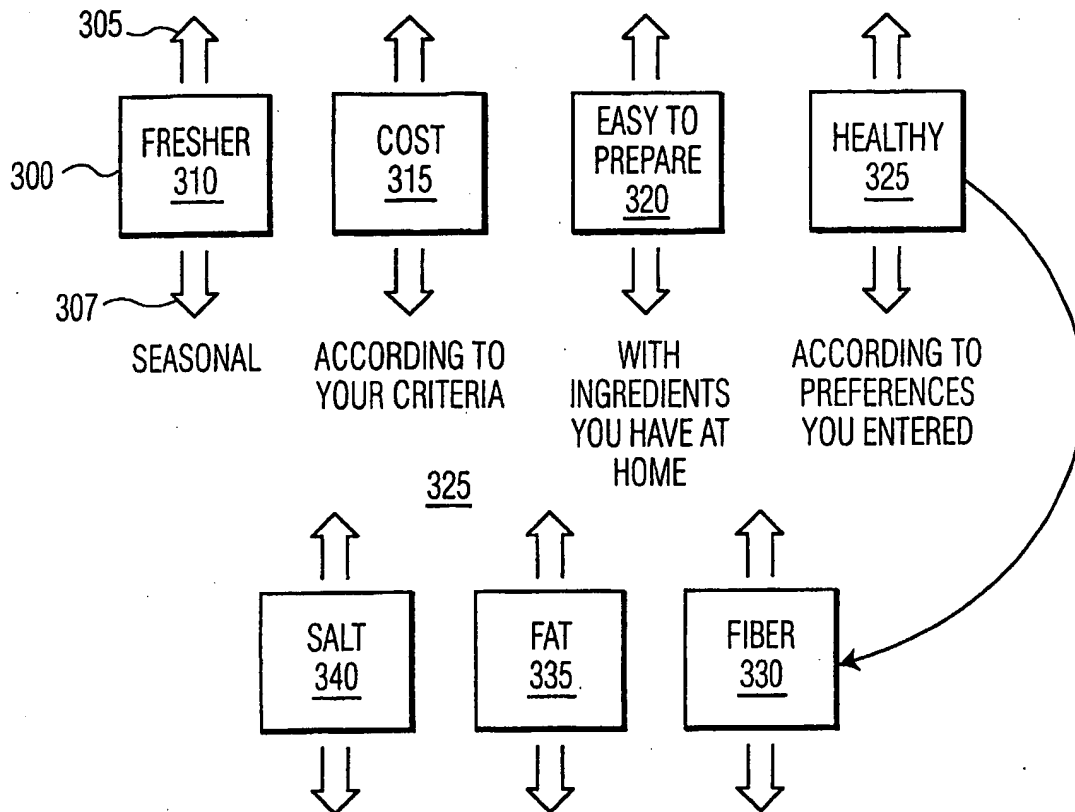 305
300
FRESHER
310
COST
315
EASY TO
PREPARE
320
HEALTHY
325
307
SEASONAL
ACCORDING TO
YOUR CRITERIA
WITH
INGREDIENTS
YOU HAVE AT
HOME
ACCORDING TO
PREFERENCES
YOU ENTERED
325
SALT
340
FAT
335
FIBER
330